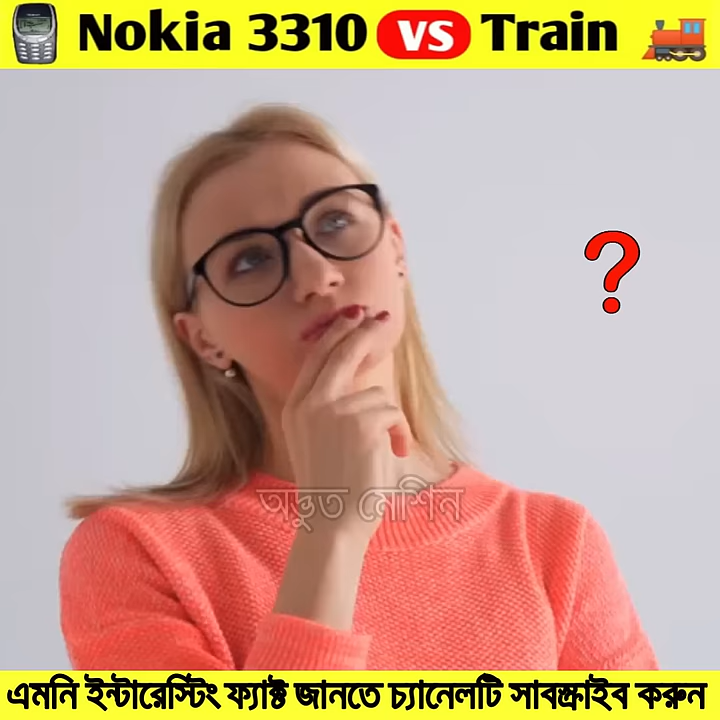 Nokia 3310 VS Train
?
অদ্ভুত মেশিন
এমনি ইন্টারেস্টিং ফ্যাক্ট জানতে চ্যানেলটি সাবস্ক্রাইব করুন